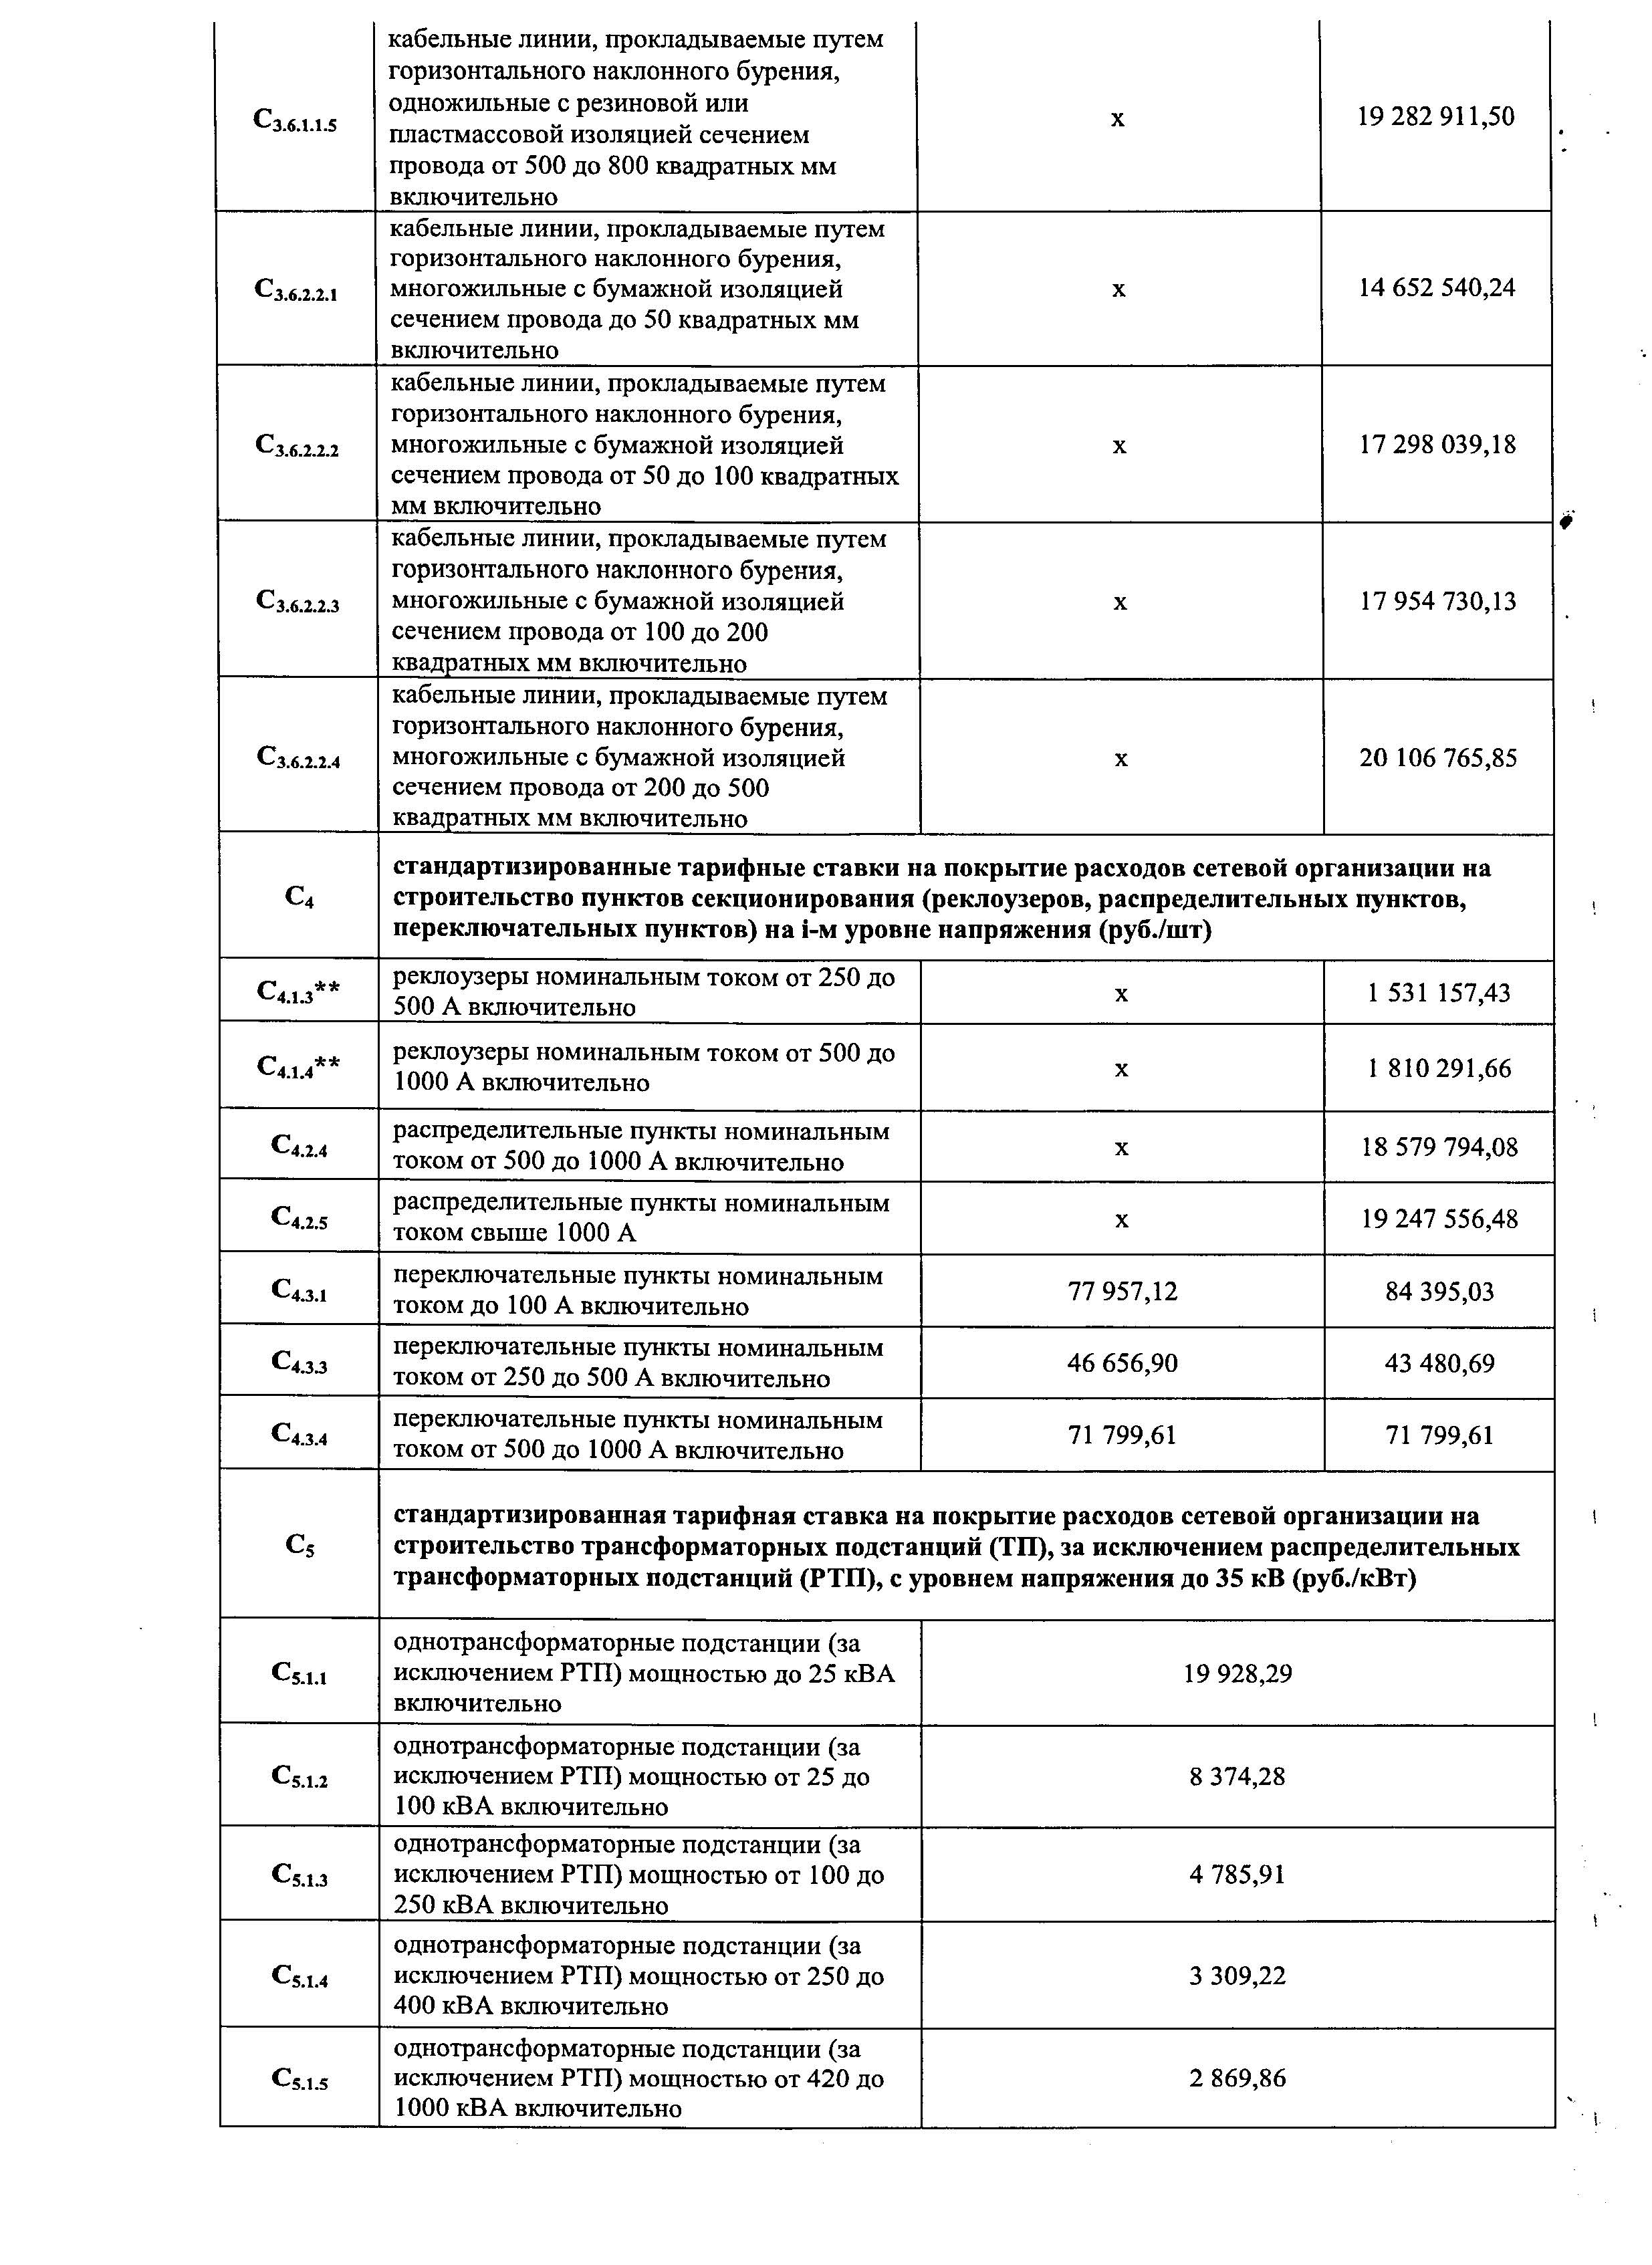 кабельные линии, прокладываемые путем
горизонтального наклонного бурения,
одножильные с резиновой или
пластмассовой изоляцией сечением
провода от 500 до 800 квадратных мм
включительно
С3.6.1.1.5
х
19 282 911,50
кабельные линии, прокладываемые путем
горизонтального наклонного бурения,
многожильные с бумажной изоляцией
сечением провода до 50 квадратных мм
включительно
С3.6.2.2.1
х
14 652 540,24
кабельные линии, прокладываемые путем
горизонтального наклонного бурения,
многожильные с бумажной изоляцией
сечением провода от 50 до 100 квадратных
мм включительно
С3.6.2.2.2
х
17 298 039,18
кабельные линии, прокладываемые путем
горизонтального наклонного бурения,
многожильные с бумажной изоляцией
сечением провода от 100 до 200
квадратных мм включительно
С3.6.2.2.3
х
17 954 730,13
кабельные линии, прокладываемые путем
горизонтального наклонного бурения,
многожильные с бумажной изоляцией
сечением провода от 200 до 500
квадратных мм включительно
С3.6.2.2.4
х
20 106 765,85
С4
стандартизированные тарифные ставки на покрытие расходов сетевой организации на
строительство пунктов секционирования (реклоузеров, распределительных пунктов,
переключательных пунктов) на i-м уровне напряжения (руб./шт)
С4.1.3**
реклоузеры номинальным током от 250 до
500 А включительно
х
1 531 157,43
С4.1.4**
реклоузеры номинальным током от 500 до
1000 А включительно
х
1 810 291,66
С4.2.4
распределительные пункты номинальным
током от 500 до 1000 А включительно
х
18 579 794,08
С4.2.5
распределительные пункты номинальным
током свыше 1000 А
х
19 247 556,48
С4.3.1
переключательные пункты номинальным
током до 100 А включительно
77 957,12
84 395,03
С4.3.3
переключательные пункты номинальным
током от 250 до 500 А включительно
46 656,90
43 480,69
С4.3.4
переключательные пункты номинальным
током от 500 до 1000 А включительно
71 799,61
71 799,61
С5
стандартизированная тарифная ставка на покрытие расходов сетевой организации на
строительство трансформаторных подстанций (ТП), за исключением распределительных
трансформаторных подстанций (РТП), с уровнем напряжения до 35 кВ (руб./кВт)
С5.1.1
однотрансформаторные подстанции (за
исключением РТП) мощностью до 25 кВА
включительно
19 928,29
С5.1.2
однотрансформаторные подстанции (за
исключением РТП) мощностью от 25 до
100 кВА включительно
8 374,28
С5.1.3
однотрансформаторные подстанции (за
исключением РТП) мощностью от 100 до
250 кВА включительно
4 785,91
С5.1.4
однотрансформаторные подстанции (за
исключением РТП) мощностью от 250 до
400 кВА включительно
3 309,22
С5.1.5
однотрансформаторные подстанции (за
исключением РТП) мощностью от 420 до
1000 кВА включительно
2 869,86